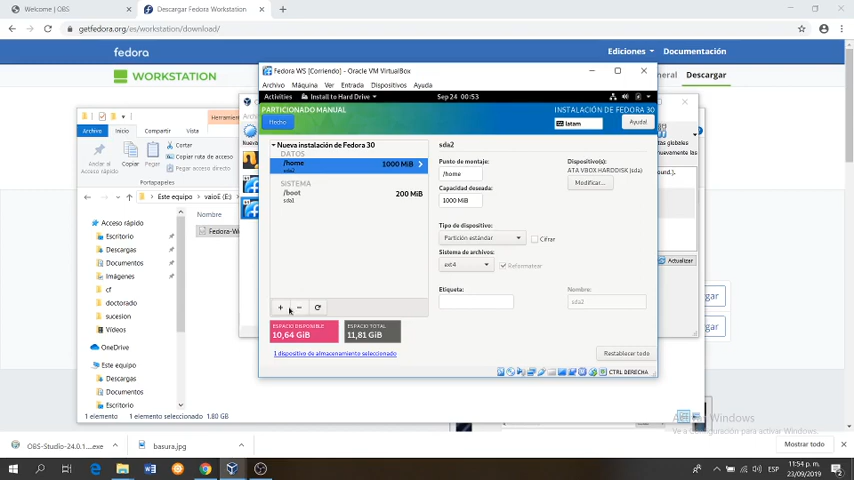 Welcome | OBS
Descargar Fedora Workstation
getfedora.org/es/workstation/download/
fedora
Ediciones
Documentación
WORKSTATION
Descargar
Fedora WS [Corriendo] - Oracle VM VirtualBox
Archivo Máquina Ver Entrada Dispositivos Ayuda
Activities Install to Hard Drive Sep 24 00:53
PARTICIONADO MANUAL
INSTALACIÓN DE FEDORA 30
Hecho
latam
Ayuda!
Nueva instalación de Fedora 30
DATOS
/home 1000 MiB
sda2
SISTEMA
/boot 200 MiB
sda1
sda2
Punto de montaje:
/home
Capacidad deseada:
1000 MiB
Dispositivo(s):
ATA VBOX HARDDISK (sda)
Modificar...
Tipo de dispositivo:
Partición estándar
Cifrar
Sistema de archivos:
ext4
Reformatear
Etiqueta:
Nombre:
sda2
ESPACIO DISPONIBLE
10,64 GiB
ESPACIO TOTAL
11,81 GiB
1 dispositivo de almacenamiento seleccionado
Restablecer todo
CTRL DERECHA
Archivo Inicio Compartir Vista
Anclar al
Acceso rápido
Copiar
Pegar
Cortar
Copiar ruta de acceso
Pegar acceso directo
Portapapeles
Este equipo
vaioE (E:)
Nombre
Acceso rápido
Escritorio
Descargas
Documentos
Imágenes
cf
doctorado
sucesion
Vídeos
OneDrive
Este equipo
Descargas
Documentos
Escritorio
1 elemento
1 elemento seleccionado 1.80 GB
Actualizar
Activar Windows
Ve a Configuración para activar Windows.
OBS-Studio-24.0.1....exe
basura.jpg
Mostrar todo
ESP
11:54 p. m.
23/09/2019
2